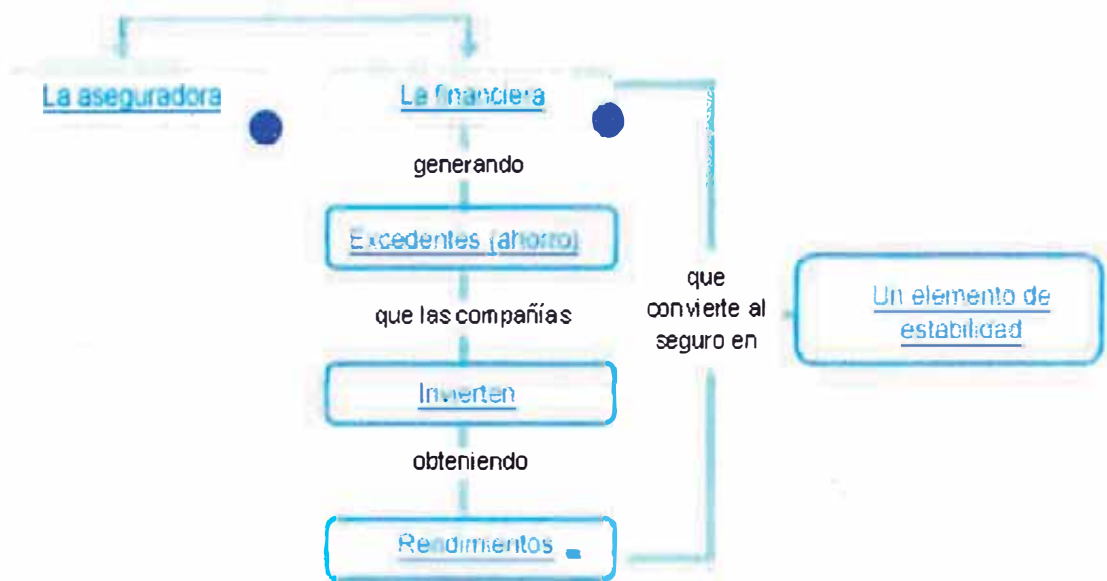 La aseguradora
La financiera
generando
Excedentes (ahorro)
que las compañías
Invierten
obteniendo
Rendimientos
que
convierte al
seguro en
Un elemento de
estabilidad